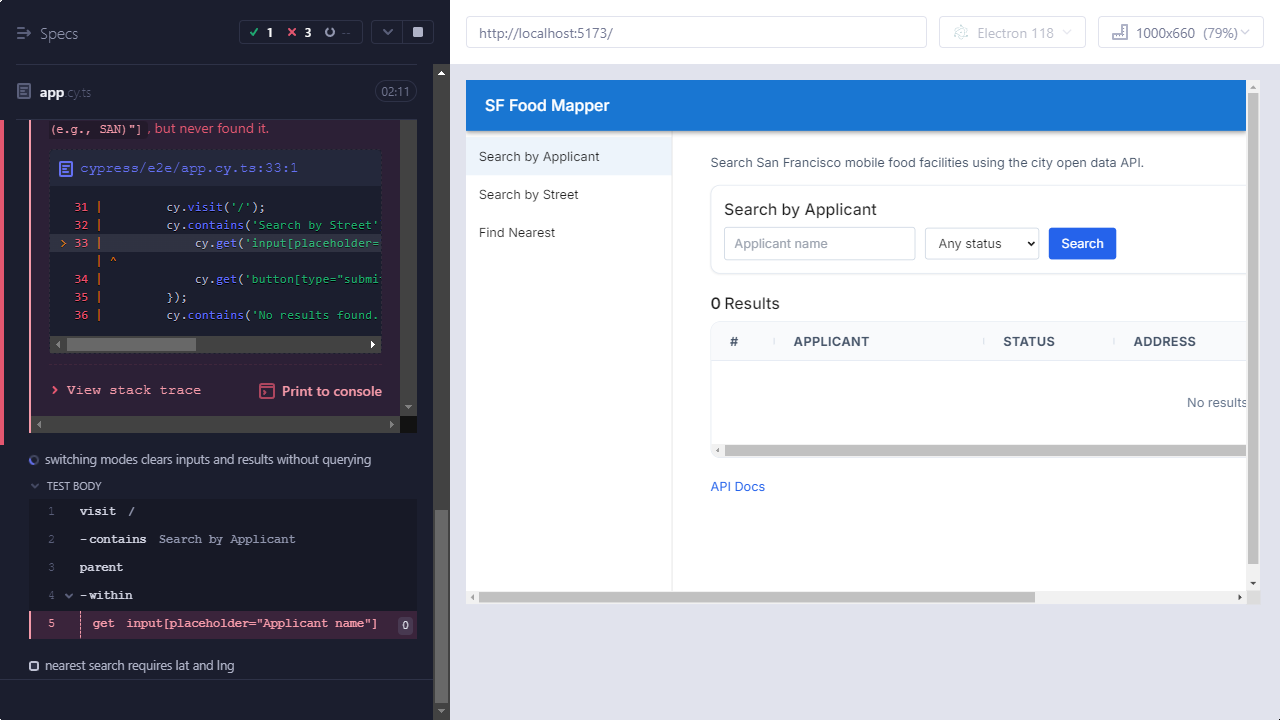 Specs
1
3
--
app.cy.ts
02:11
(e.g., SAN)"] , but never found it.
cypress/e2e/app.cy.ts:33:1
31 | cy.visit('/');
32 | cy.contains('Search by Street'
> 33 | cy.get('input[placeholder=
| ^
34 | cy.get('button[type="submi
35 | });
36 | cy.contains('No results found.
View stack trace
Print to console
switching modes clears inputs and results without querying
TEST BODY
1 visit /
2 -contains Search by Applicant
3 parent
4 -within
5 get input[placeholder="Applicant name"] 0
nearest search requires lat and lng
http://localhost:5173/
Electron 118
1000x660 (79%)
SF Food Mapper
Search by Applicant
Search by Street
Find Nearest
Search San Francisco mobile food facilities using the city open data API.
Search by Applicant
Applicant name
Any status
Search
0 Results
# APPLICANT STATUS ADDRESS
No results
API Docs